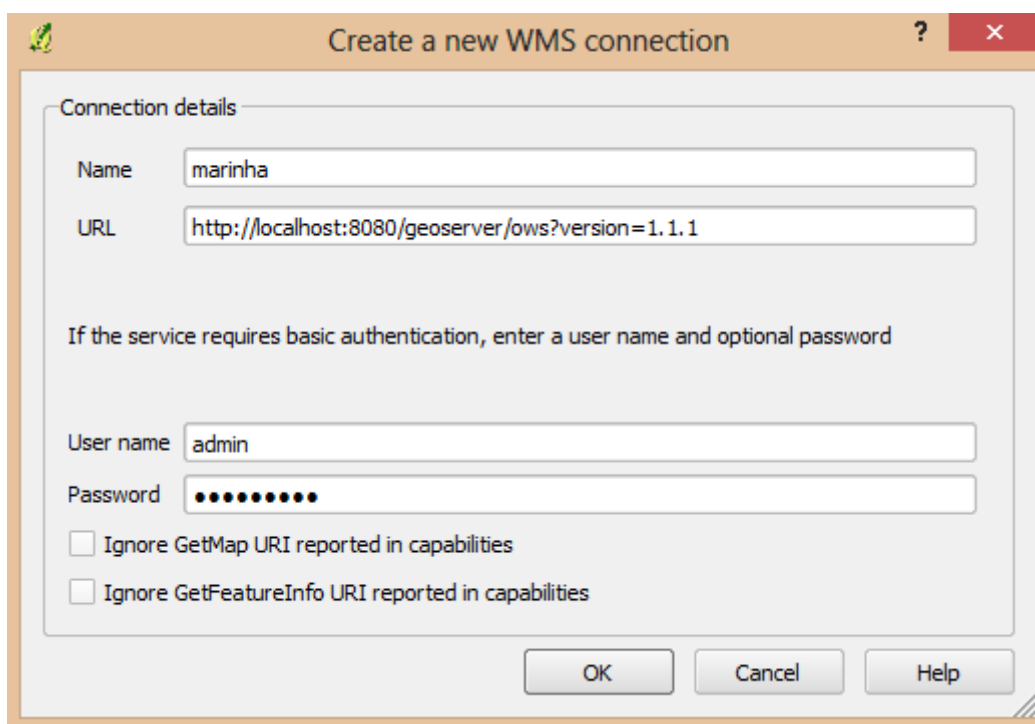 Create a new WMS connection
?
×
Connection details
Name
marinha
URL
http://localhost:8080/geoserver/ows?version=1.1.1
If the service requires basic authentication, enter a user name and optional password
User name
admin
Password
●●●●●●●●●
Ignore GetMap URI reported in capabilities
Ignore GetFeatureInfo URI reported in capabilities
OK
Cancel
Help